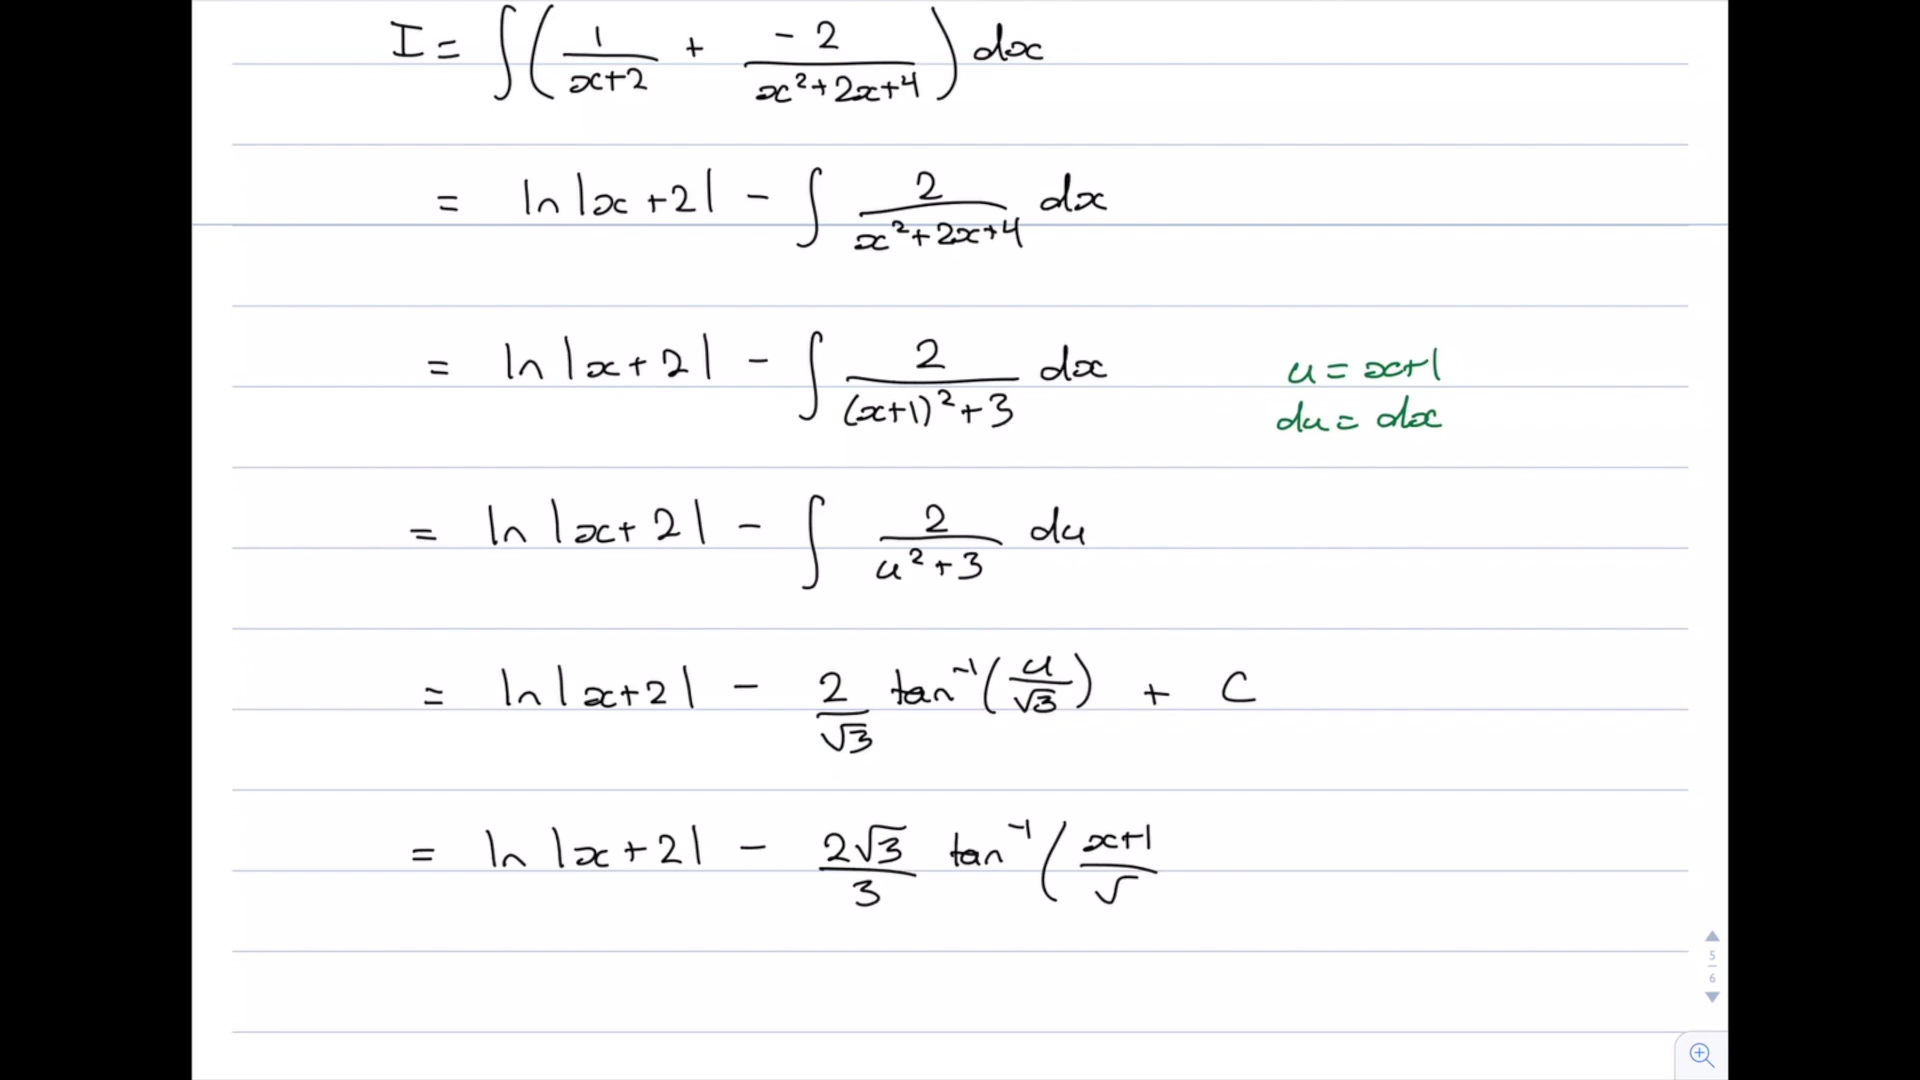 I = ∫ ( 1/(x+2) + -2/(x²+2x+4) ) dx
= ln|x+2| - ∫ 2/(x²+2x+4) dx
= ln|x+2| - ∫ 2/((x+1)²+3) dx
u = x+1
du = dx
= ln|x+2| - ∫ 2/(u²+3) du
= ln|x+2| - 2/√3 tan⁻¹(u/√3) + C
= ln|x+2| - 2√3/3 tan⁻¹( (x+1)/√
5
6